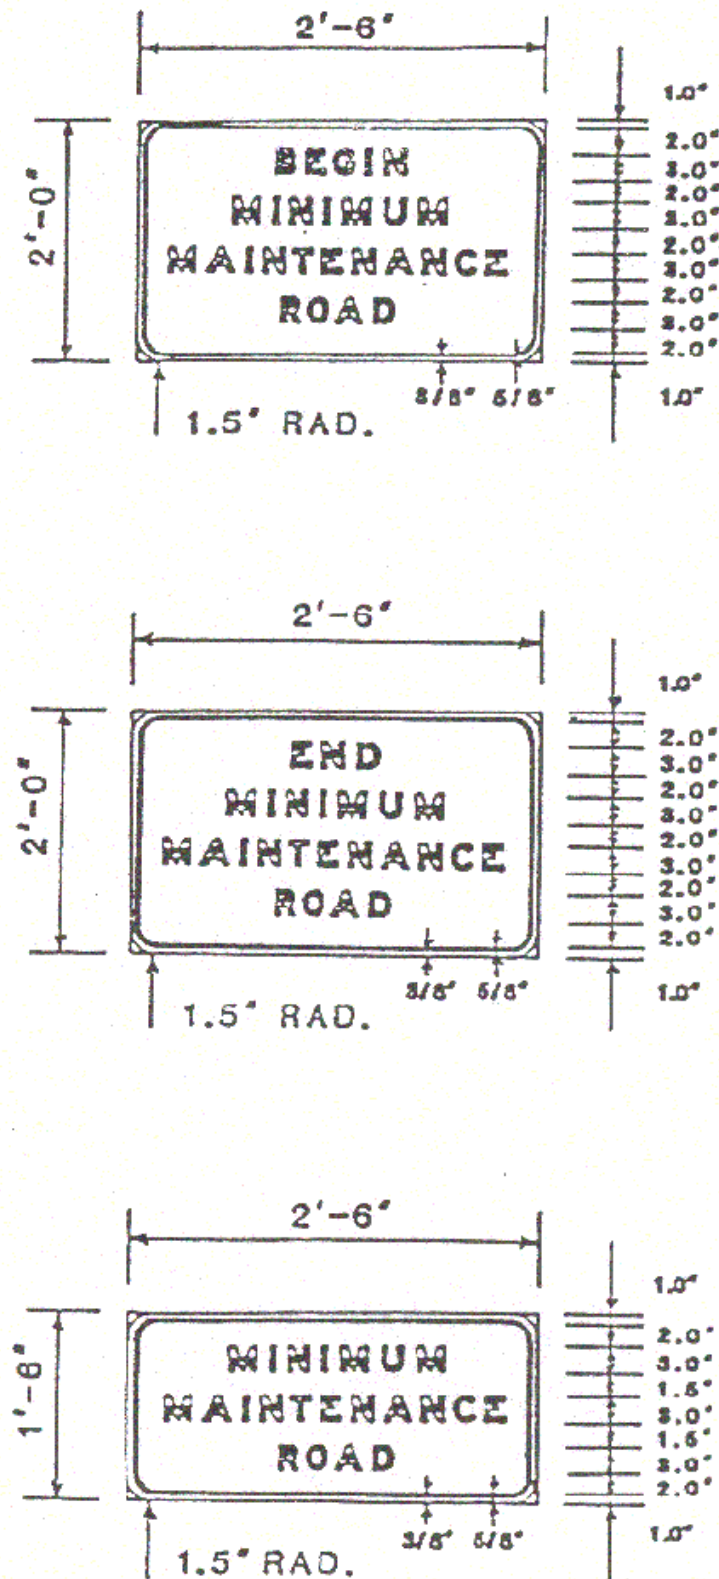 2'-6"
1.0"
2'-0"
BEGIN
MINIMUM
MAINTENANCE
ROAD
2.0"
3.0"
2.0"
3.0"
2.0"
3.0"
2.0"
3.0"
2.0"
3/8" 5/8"
1.0"
1.5" RAD.
2'-6"
1.0"
2'-0"
END
MINIMUM
MAINTENANCE
ROAD
2.0"
3.0"
2.0"
3.0"
2.0"
3.0"
2.0"
3.0"
2.0"
3/8" 5/8"
1.0"
1.5" RAD.
2'-6"
1.0"
1'-6"
MINIMUM
MAINTENANCE
ROAD
2.0"
3.0"
1.5"
3.0"
1.5"
3.0"
2.0"
3/8" 5/8"
1.0"
1.5" RAD.